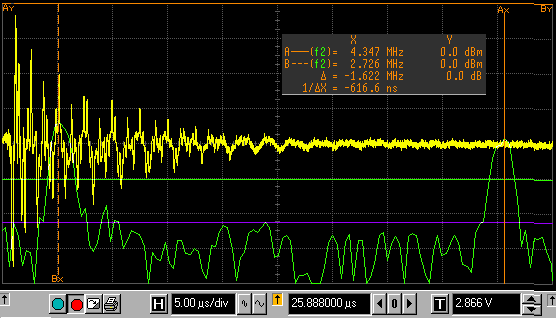 AY
Ax
BY
X Y
A───(f2)= 4.347 MHz 0.0 dBm
B---(f2)= 2.726 MHz 0.0 dBm
Δ = -1.622 MHz 0.0 dB
1/ΔX = -616.6 ns
Bx
H 5.00 µs/div 25.888000 µs 0 T 2.866 V